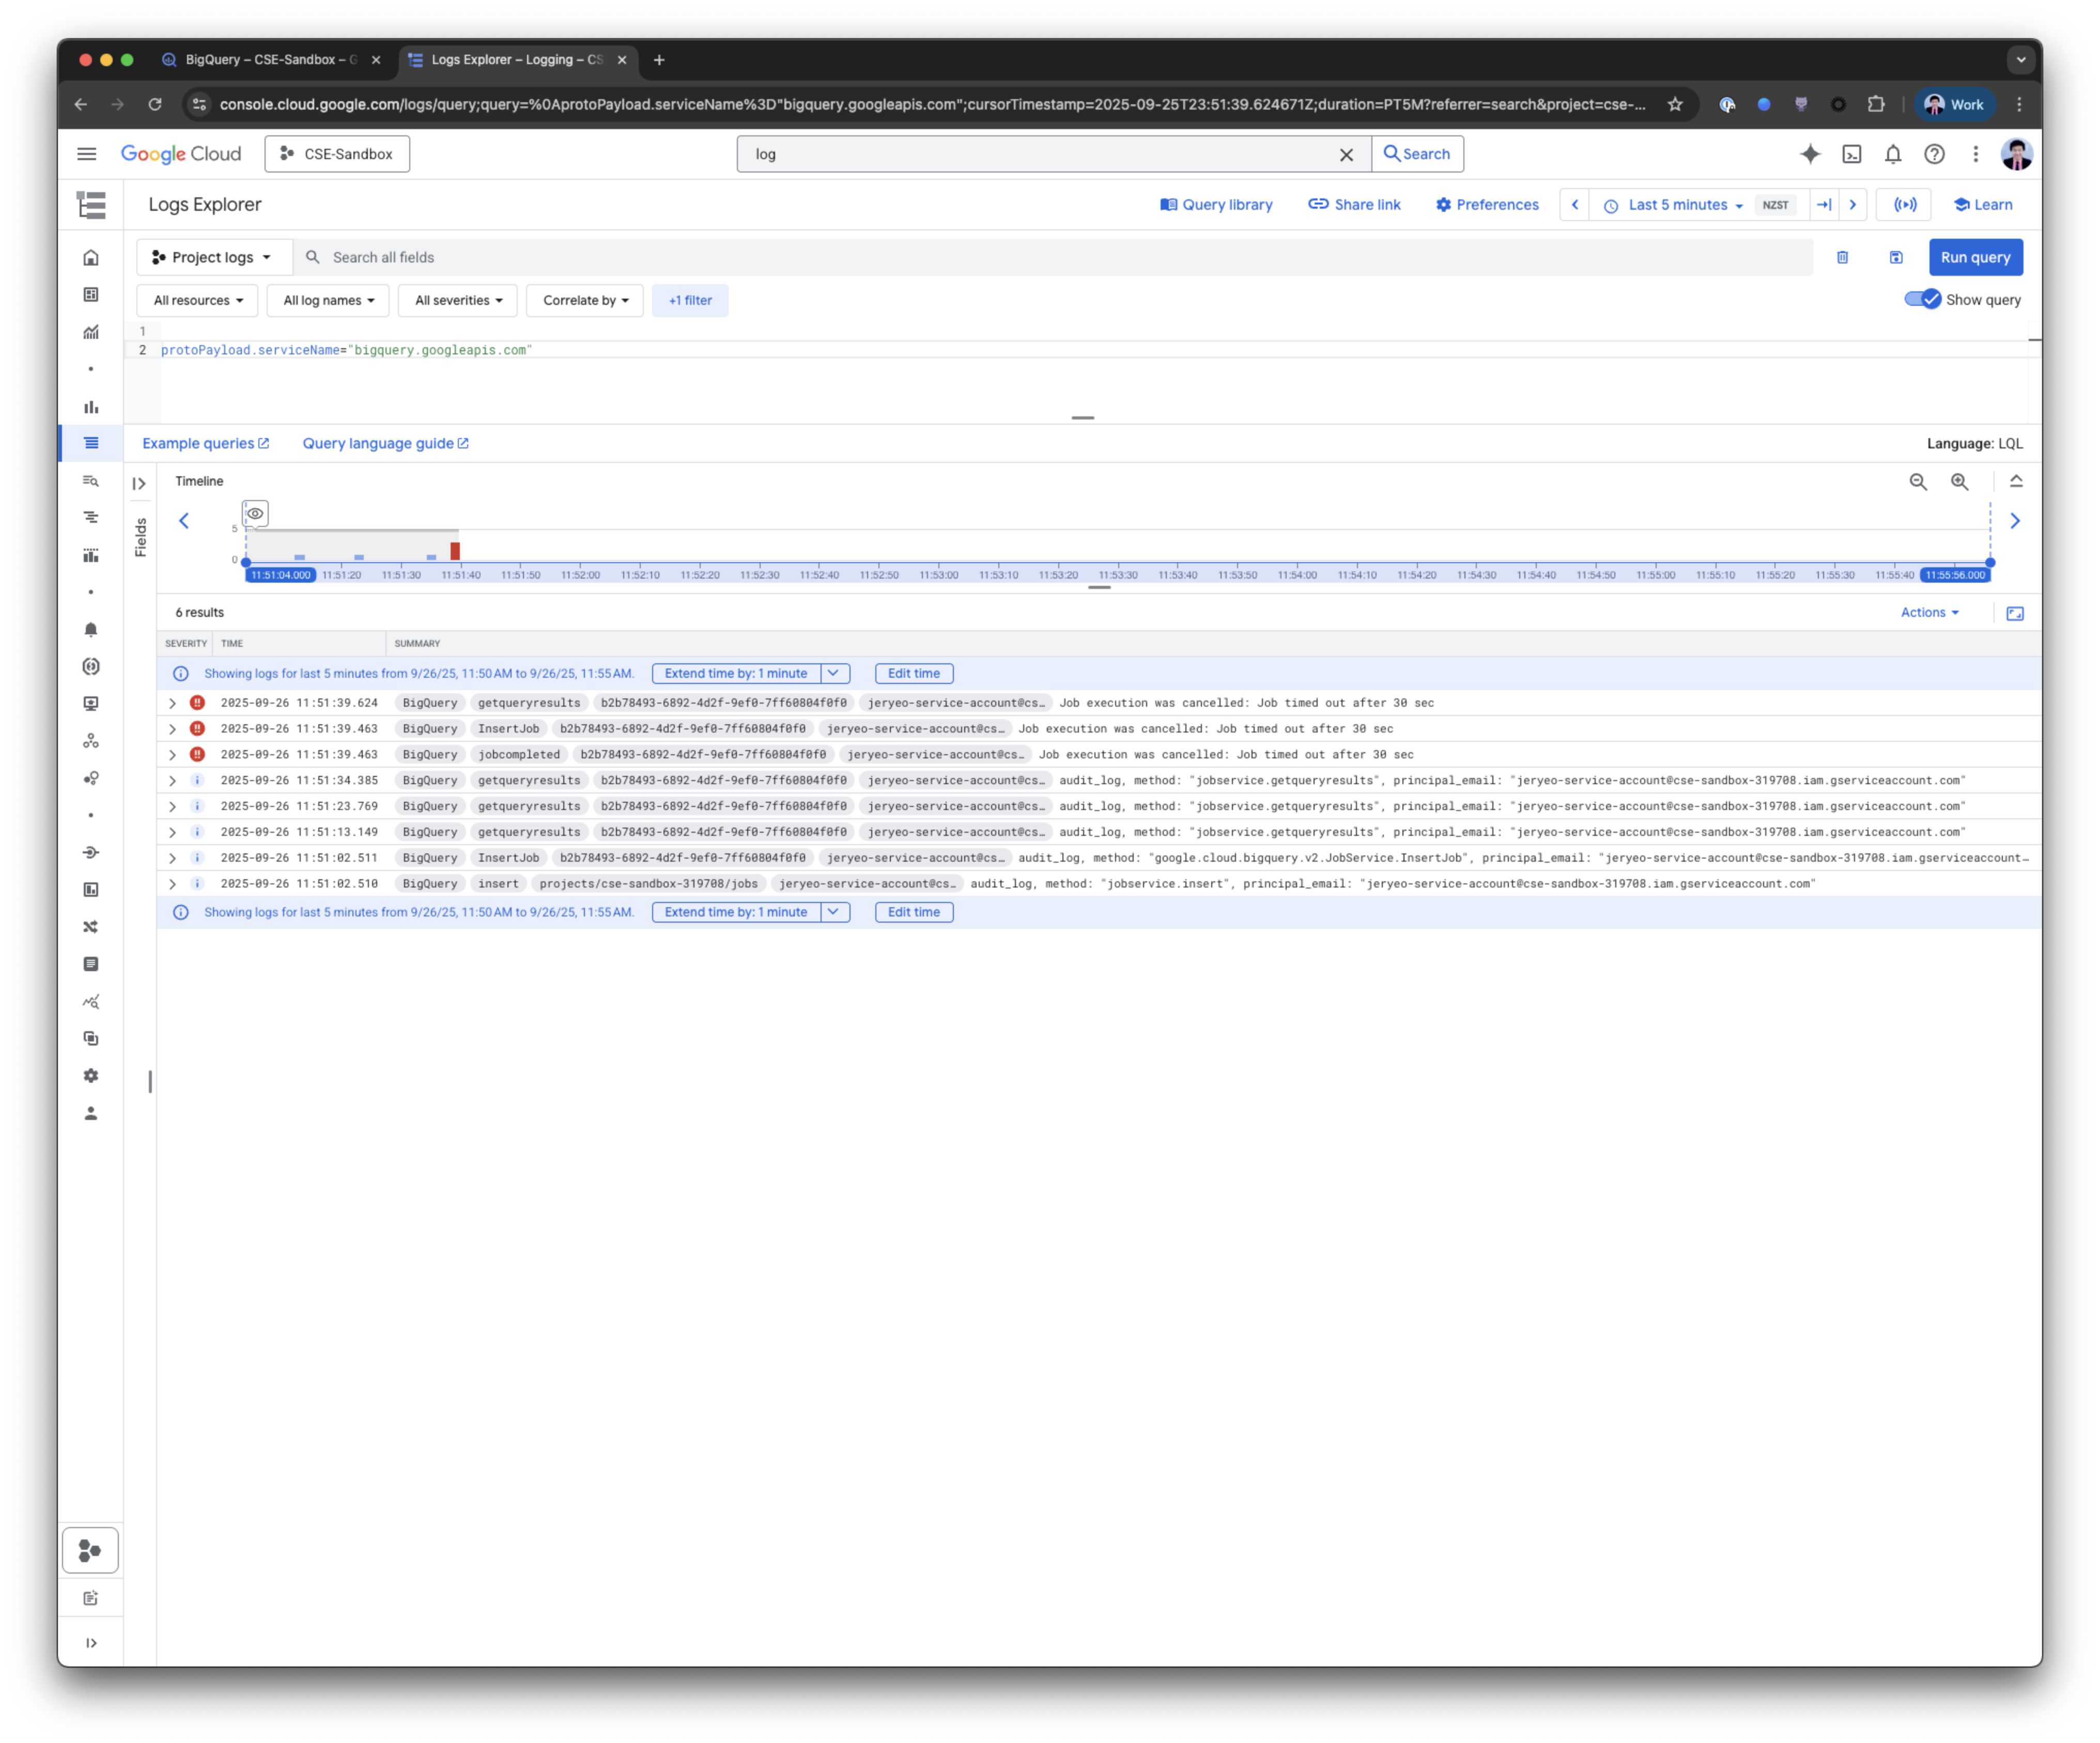 BigQuery – CSE-Sandbox – G
Logs Explorer – Logging – CS
console.cloud.google.com/logs/query;query=%0AprotoPayload.serviceName%3D"bigquery.googleapis.com";cursorTimestamp=2025-09-25T23:51:39.624671Z;duration=PT5M?referrer=search&project=cse-...
Work
Google Cloud
CSE-Sandbox
log
Search
Logs Explorer
Query library
Share link
Preferences
Last 5 minutes
NZST
Learn
Project logs
Search all fields
Run query
All resources
All log names
All severities
Correlate by
+1 filter
Show query
1
2 protoPayload.serviceName="bigquery.googleapis.com"
Example queries
Query language guide
Language: LQL
Fields
Timeline
5
0
11:51:04.000 11:51:20 11:51:30 11:51:40 11:51:50 11:52:00 11:52:10 11:52:20 11:52:30 11:52:40 11:52:50 11:53:00 11:53:10 11:53:20 11:53:30 11:53:40 11:53:50 11:54:00 11:54:10 11:54:20 11:54:30 11:54:40 11:54:50 11:55:00 11:55:10 11:55:20 11:55:30 11:55:40 11:55:56.000
6 results
Actions
SEVERITY TIME SUMMARY
Showing logs for last 5 minutes from 9/26/25, 11:50 AM to 9/26/25, 11:55 AM. Extend time by: 1 minute Edit time
2025-09-26 11:51:39.624 BigQuery getqueryresults b2b78493-6892-4d2f-9ef0-7ff60804f0f0 jeryeo-service-account@cs… Job execution was cancelled: Job timed out after 30 sec
2025-09-26 11:51:39.463 BigQuery InsertJob b2b78493-6892-4d2f-9ef0-7ff60804f0f0 jeryeo-service-account@cs… Job execution was cancelled: Job timed out after 30 sec
2025-09-26 11:51:39.463 BigQuery jobcompleted b2b78493-6892-4d2f-9ef0-7ff60804f0f0 jeryeo-service-account@cs… Job execution was cancelled: Job timed out after 30 sec
2025-09-26 11:51:34.385 BigQuery getqueryresults b2b78493-6892-4d2f-9ef0-7ff60804f0f0 jeryeo-service-account@cs… audit_log, method: "jobservice.getqueryresults", principal_email: "jeryeo-service-account@cse-sandbox-319708.iam.gserviceaccount.com"
2025-09-26 11:51:23.769 BigQuery getqueryresults b2b78493-6892-4d2f-9ef0-7ff60804f0f0 jeryeo-service-account@cs… audit_log, method: "jobservice.getqueryresults", principal_email: "jeryeo-service-account@cse-sandbox-319708.iam.gserviceaccount.com"
2025-09-26 11:51:13.149 BigQuery getqueryresults b2b78493-6892-4d2f-9ef0-7ff60804f0f0 jeryeo-service-account@cs… audit_log, method: "jobservice.getqueryresults", principal_email: "jeryeo-service-account@cse-sandbox-319708.iam.gserviceaccount.com"
2025-09-26 11:51:02.511 BigQuery InsertJob b2b78493-6892-4d2f-9ef0-7ff60804f0f0 jeryeo-service-account@cs… audit_log, method: "google.cloud.bigquery.v2.JobService.InsertJob", principal_email: "jeryeo-service-account@cse-sandbox-319708.iam.gserviceaccount…
2025-09-26 11:51:02.510 BigQuery insert projects/cse-sandbox-319708/jobs jeryeo-service-account@cs… audit_log, method: "jobservice.insert", principal_email: "jeryeo-service-account@cse-sandbox-319708.iam.gserviceaccount.com"
Showing logs for last 5 minutes from 9/26/25, 11:50 AM to 9/26/25, 11:55 AM. Extend time by: 1 minute Edit time